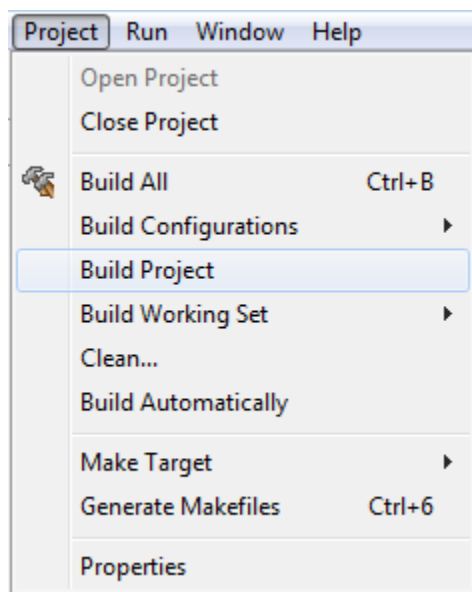 Project Run Window Help
Open Project
Close Project
Build All Ctrl+B
Build Configurations
Build Project
Build Working Set
Clean...
Build Automatically
Make Target
Generate Makefiles Ctrl+6
Properties